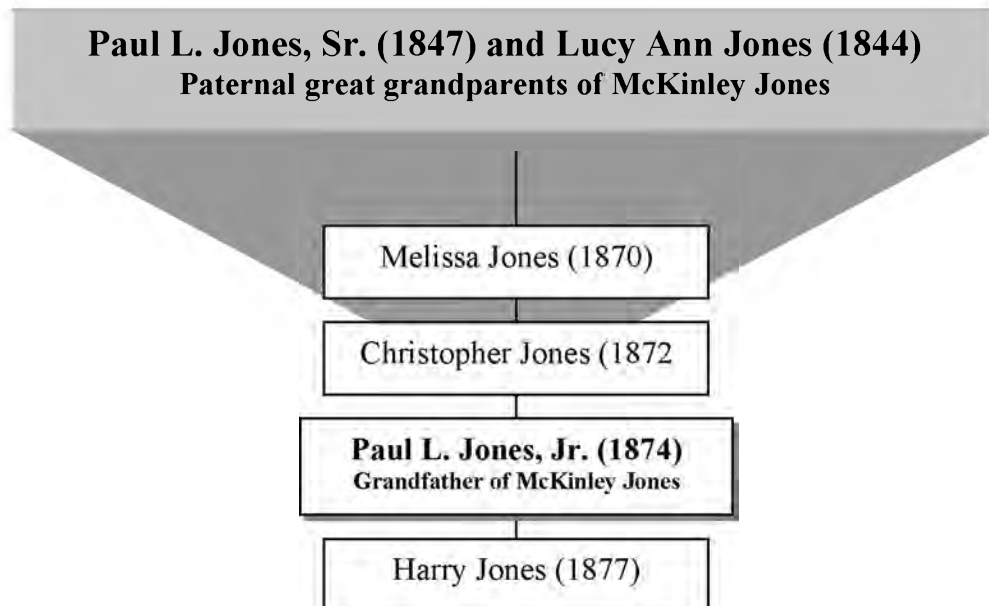 Paul L. Jones, Sr. (1847) and Lucy Ann Jones (1844)
Paternal great grandparents of McKinley Jones
Melissa Jones (1870)
Christopher Jones (1872
Paul L. Jones, Jr. (1874)
Grandfather of McKinley Jones
Harry Jones (1877)